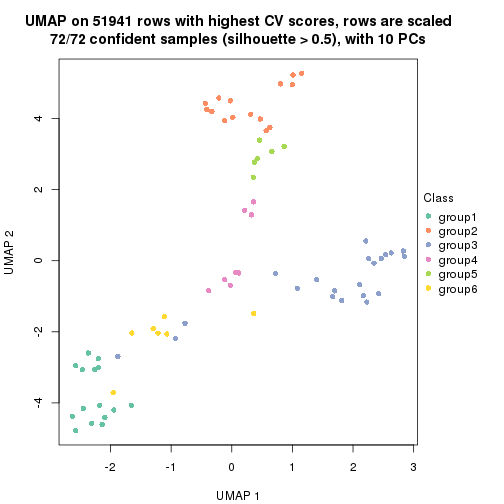 UMAP on 51941 rows with highest CV scores, rows are scaled
72/72 confident samples (silhouette > 0.5), with 10 PCs
4
2
0
-2
-4
UMAP 2
-2
-1
0
1
2
3
UMAP 1
Class
group1
group2
group3
group4
group5
group6